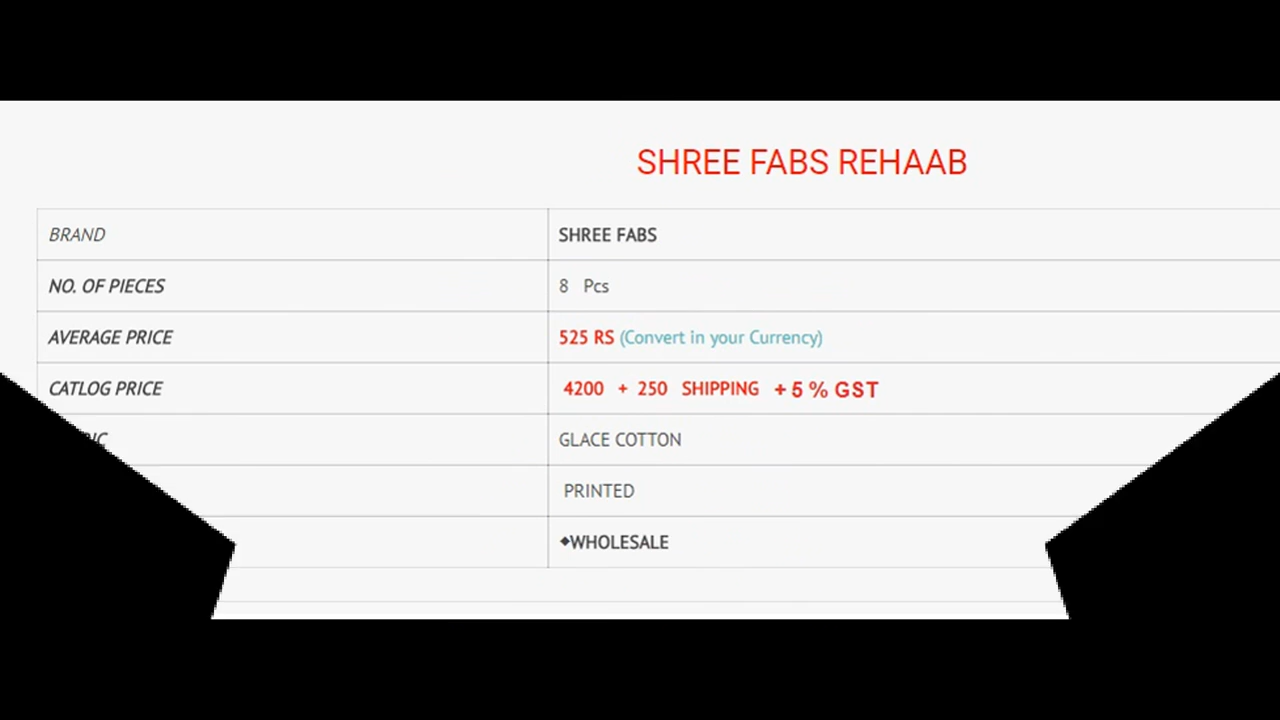 SHREE FABS REHAAB
BRAND SHREE FABS
NO. OF PIECES 8 Pcs
AVERAGE PRICE 525 RS (Convert in your Currency)
CATLOG PRICE 4200 + 250 SHIPPING + 5 % GST
GLACE COTTON
PRINTED
◆WHOLESALE